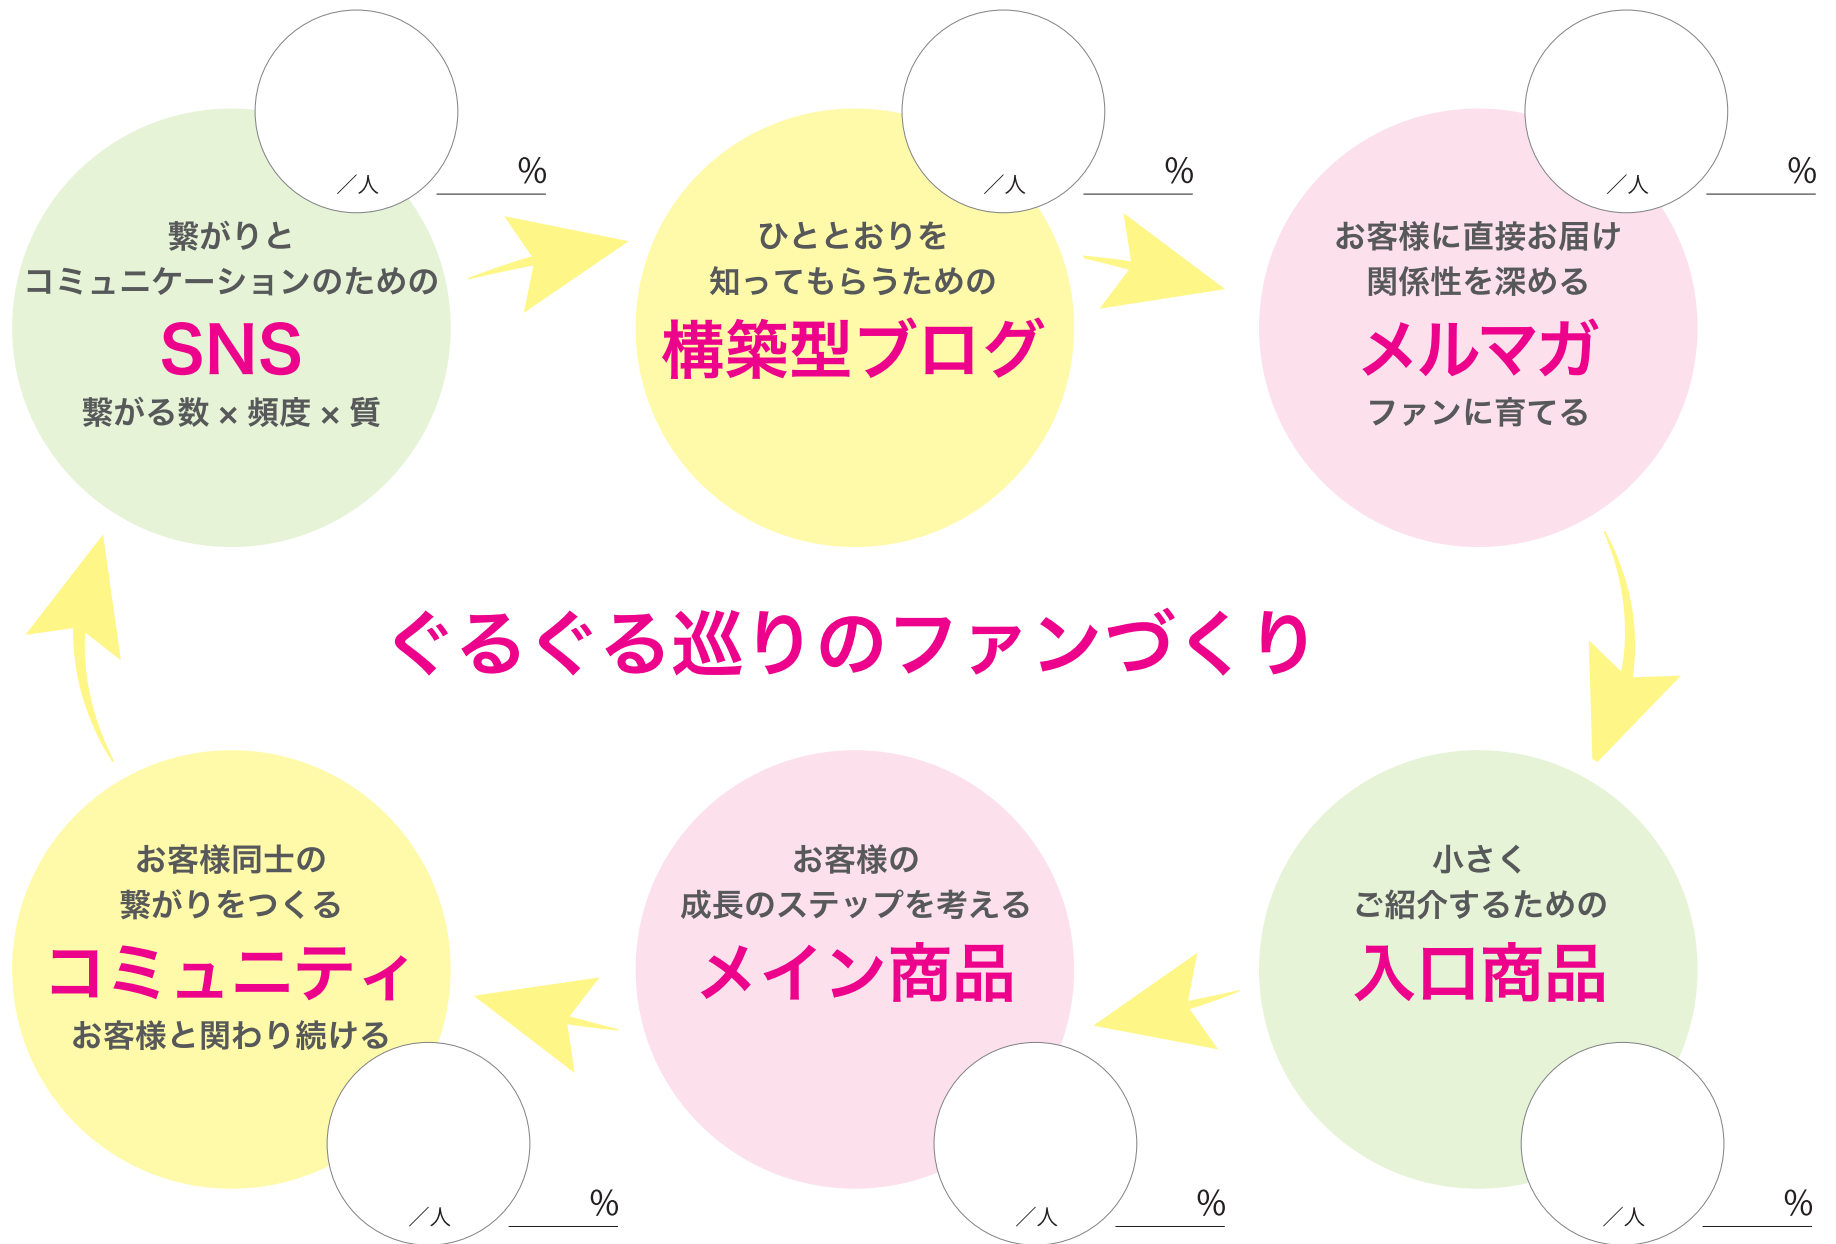 ／人
%
繋がりと
コミュニケーションのための
SNS
繋がる数 × 頻度 × 質
／人
%
ひととおりを
知ってもらうための
構築型ブログ
／人
%
お客様に直接お届け
関係性を深める
メルマガ
ファンに育てる
ぐるぐる巡りのファンづくり
お客様同士の
繋がりをつくる
コミュニティ
お客様と関わり続ける
／人
%
お客様の
成長のステップを考える
メイン商品
／人
%
小さく
ご紹介するための
入口商品
／人
%